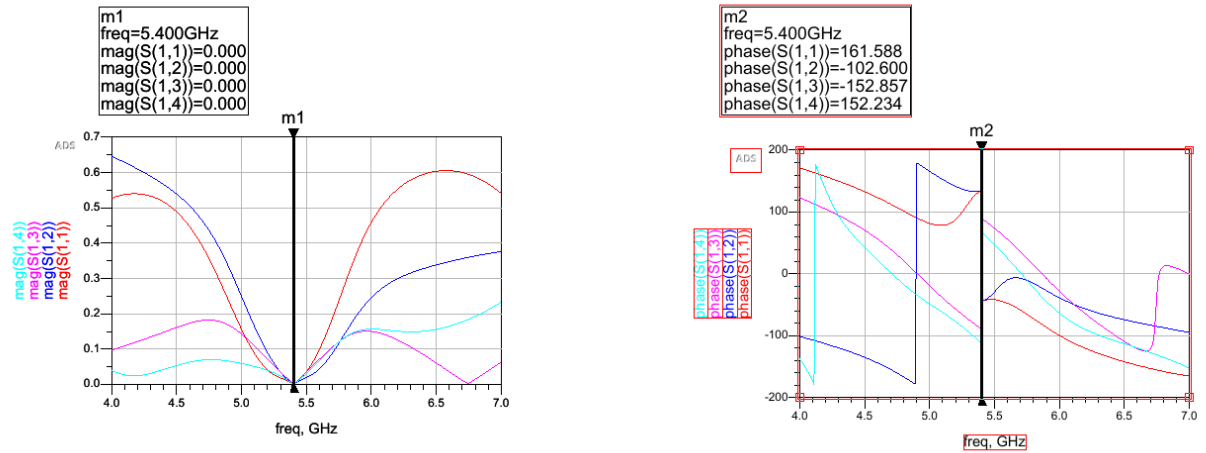 m1
freq=5.400GHz
mag(S(1,1))=0.000
mag(S(1,2))=0.000
mag(S(1,3))=0.000
mag(S(1,4))=0.000
m1
ADS
0.7
0.6
0.5
0.4
0.3
0.2
0.1
0.0
mag(S(1,4))
mag(S(1,3))
mag(S(1,2))
mag(S(1,1))
4.0 4.5 5.0 5.5 6.0 6.5 7.0
freq, GHz
m2
freq=5.400GHz
phase(S(1,1))=161.588
phase(S(1,2))=-102.600
phase(S(1,3))=-152.857
phase(S(1,4))=152.234
m2
ADS
200
100
0
-100
-200
phase(S(1,4))
phase(S(1,3))
phase(S(1,2))
phase(S(1,1))
4.0 4.5 5.0 5.5 6.0 6.5 7.0
freq, GHz